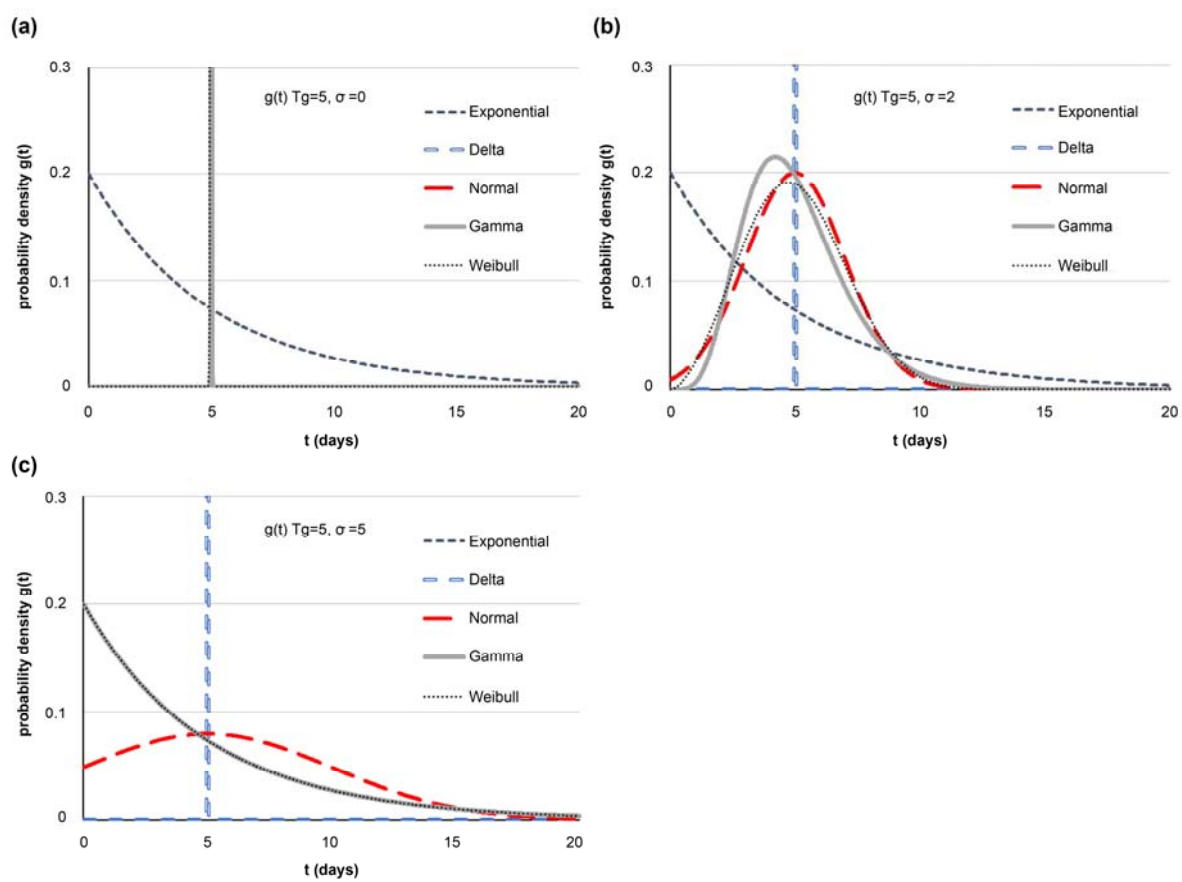 (a)
probability density g(t)
0.3
0.2
0.1
0
g(t) Tg=5, σ=0
Exponential
Delta
Normal
Gamma
Weibull
0 5 10 15 20
t (days)
(b)
probability density g(t)
0.3
0.2
0.1
0
g(t) Tg=5, σ=2
Exponential
Delta
Normal
Gamma
Weibull
0 5 10 15 20
t (days)
(c)
probability density g(t)
0.3
0.2
0.1
0
g(t) Tg=5, σ=5
Exponential
Delta
Normal
Gamma
Weibull
0 5 10 15 20
t (days)